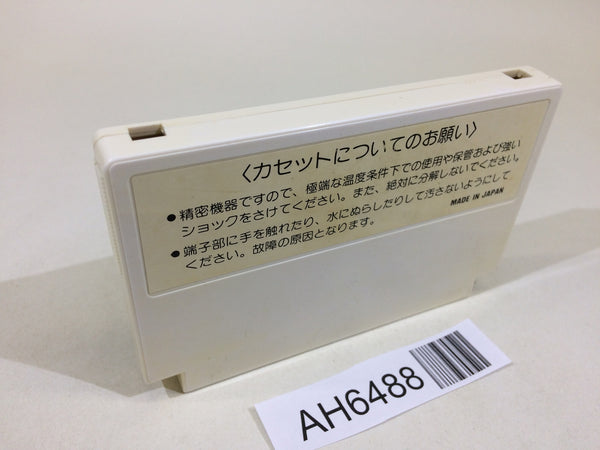 〈カセットについてのお願い〉
●精密機器ですので、極端な温度条件下での使用や保管および強い
ショックをさけてください。また、絶対に分解しないでください。
●端子部に手を触れたり、水にぬらしたりして汚さないようにして
ください。故障の原因となります。
MADE IN JAPAN
AH6488